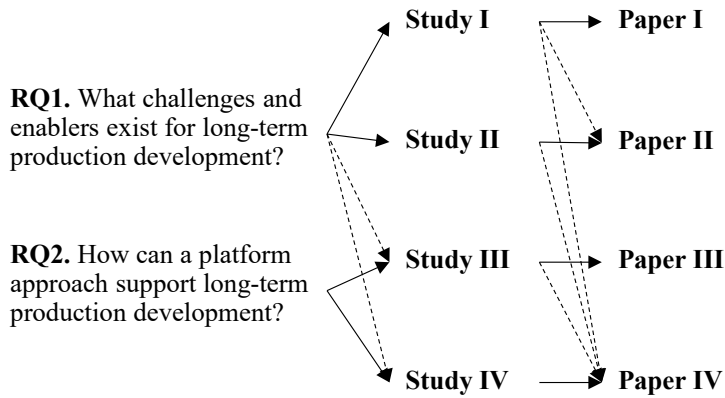 Study I
Paper I
RQ1. What challenges and
enablers exist for long-term
production development?
Study II
Paper II
RQ2. How can a platform
approach support long-term
production development?
Study III
Paper III
Study IV
Paper IV